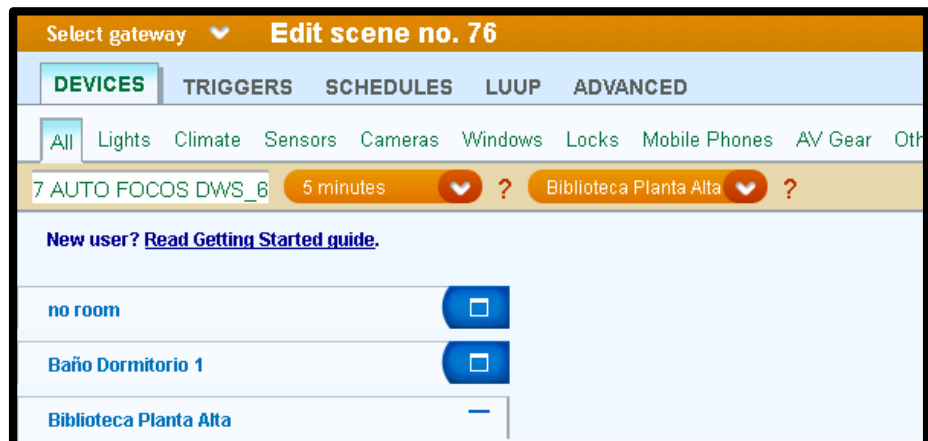 Select gateway Edit scene no. 76
DEVICES TRIGGERS SCHEDULES LUUP ADVANCED
All Lights Climate Sensors Cameras Windows Locks Mobile Phones AV Gear Oth
7 AUTO FOCOS DWS_6 5 minutes ? Biblioteca Planta Alta ?
New user? Read Getting Started guide.
no room
Baño Dormitorio 1
Biblioteca Planta Alta